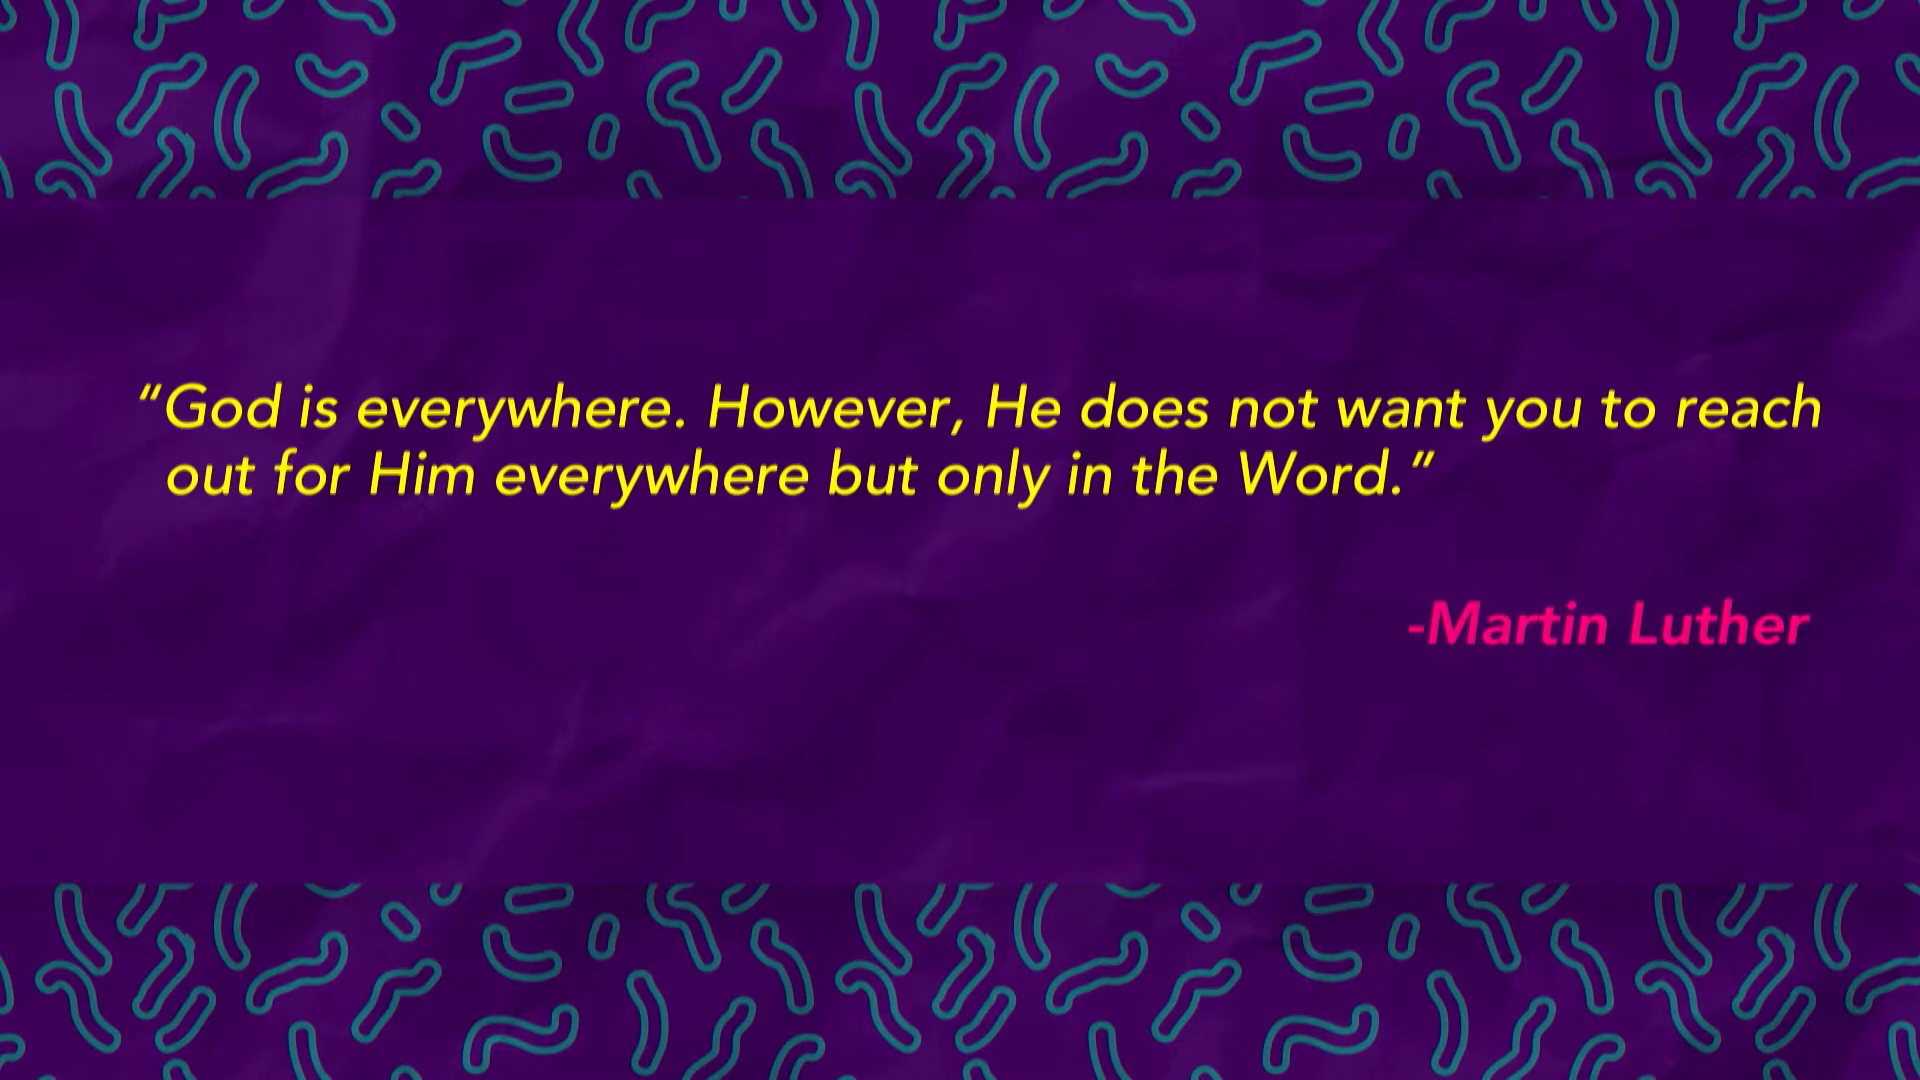 “God is everywhere. However, He does not want you to reach
out for Him everywhere but only in the Word.”
-Martin Luther